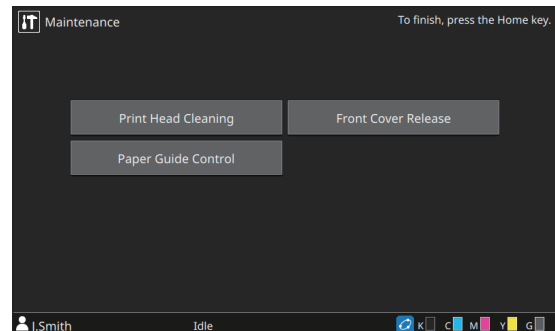 Maintenance
To finish, press the Home key.
Print Head Cleaning
Front Cover Release
Paper Guide Control
J.Smith
Idle
K C M Y G